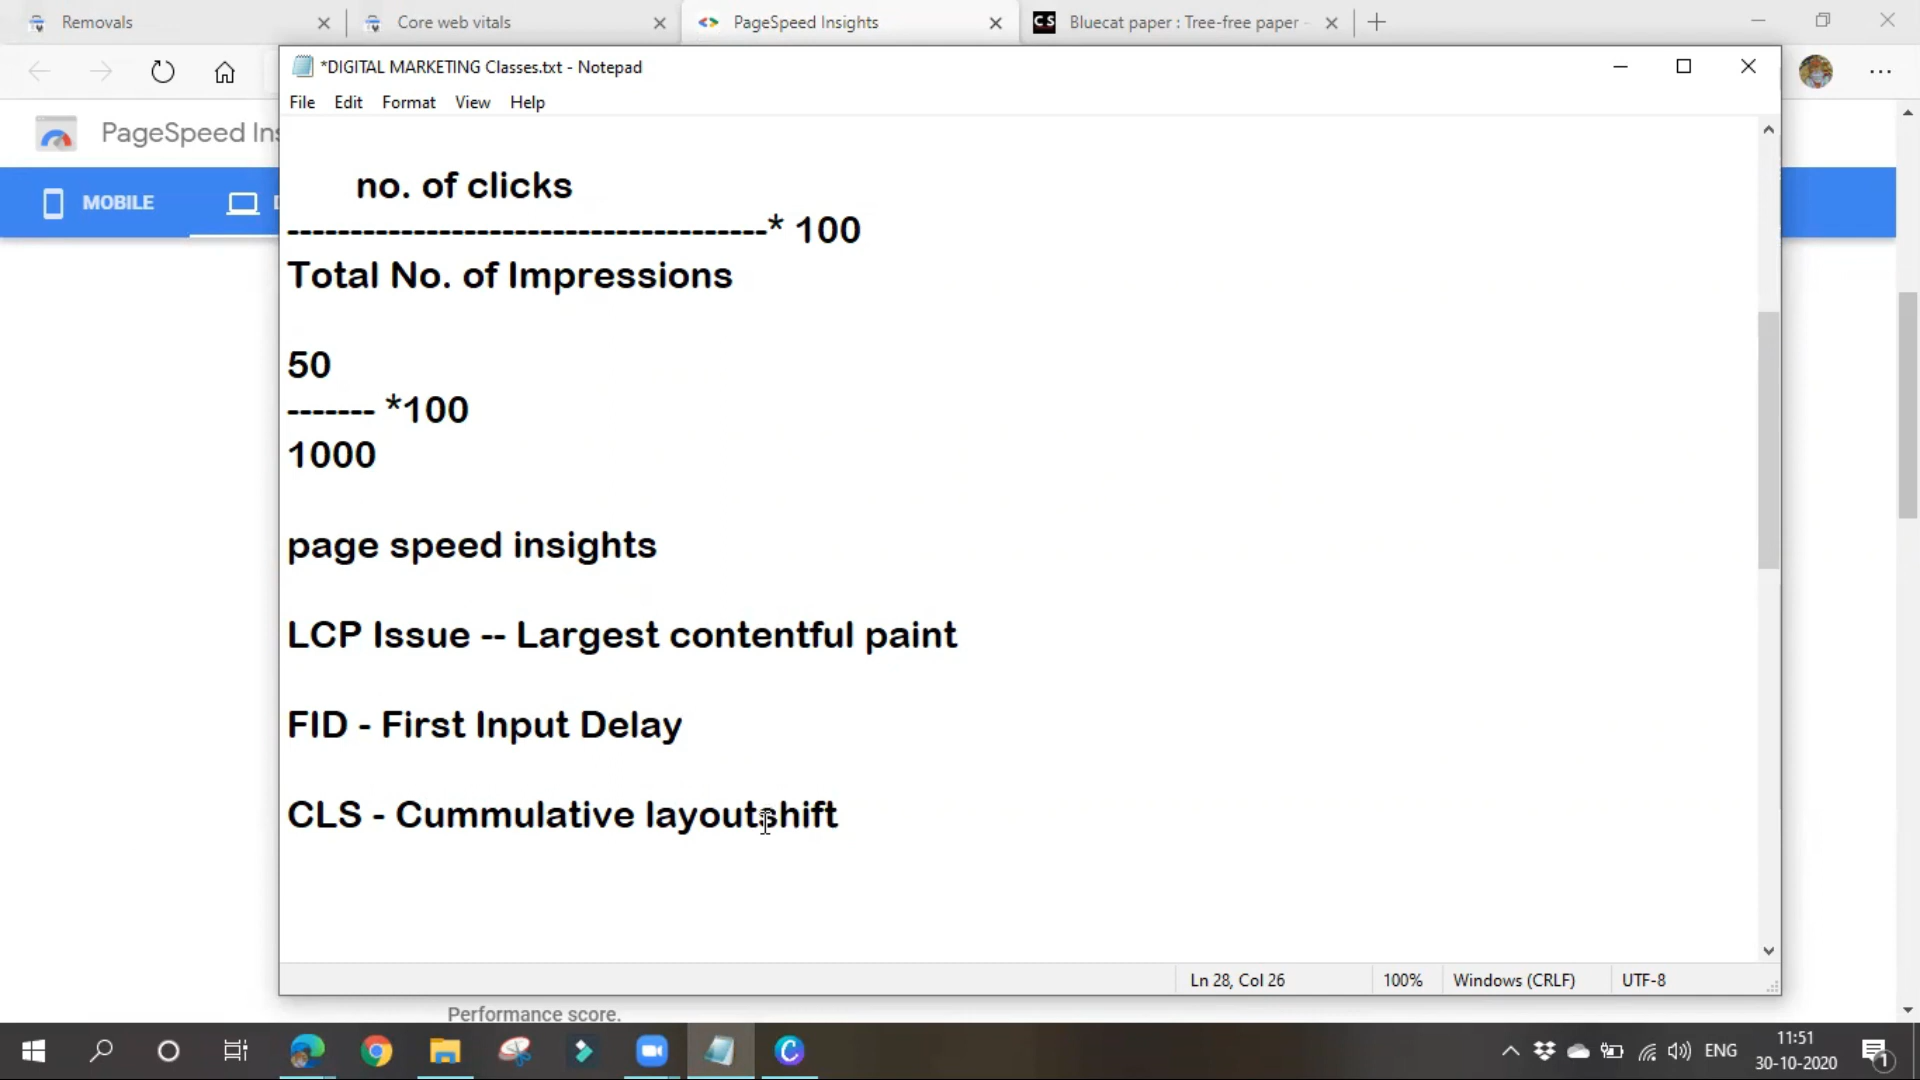 Removals
Core web vitals
PageSpeed Insights
CS Bluecat paper : Tree-free paper -
*DIGITAL MARKETING Classes.txt - Notepad
File Edit Format View Help
PageSpeed Ins
MOBILE
no. of clicks
--------------------------------------* 100
Total No. of Impressions
50
------- *100
1000
page speed insights
LCP Issue -- Largest contentful paint
FID - First Input Delay
CLS - Cummulative layoutshift
Ln 28, Col 26 100% Windows (CRLF) UTF-8
Performance score.
ENG
11:51
30-10-2020
1